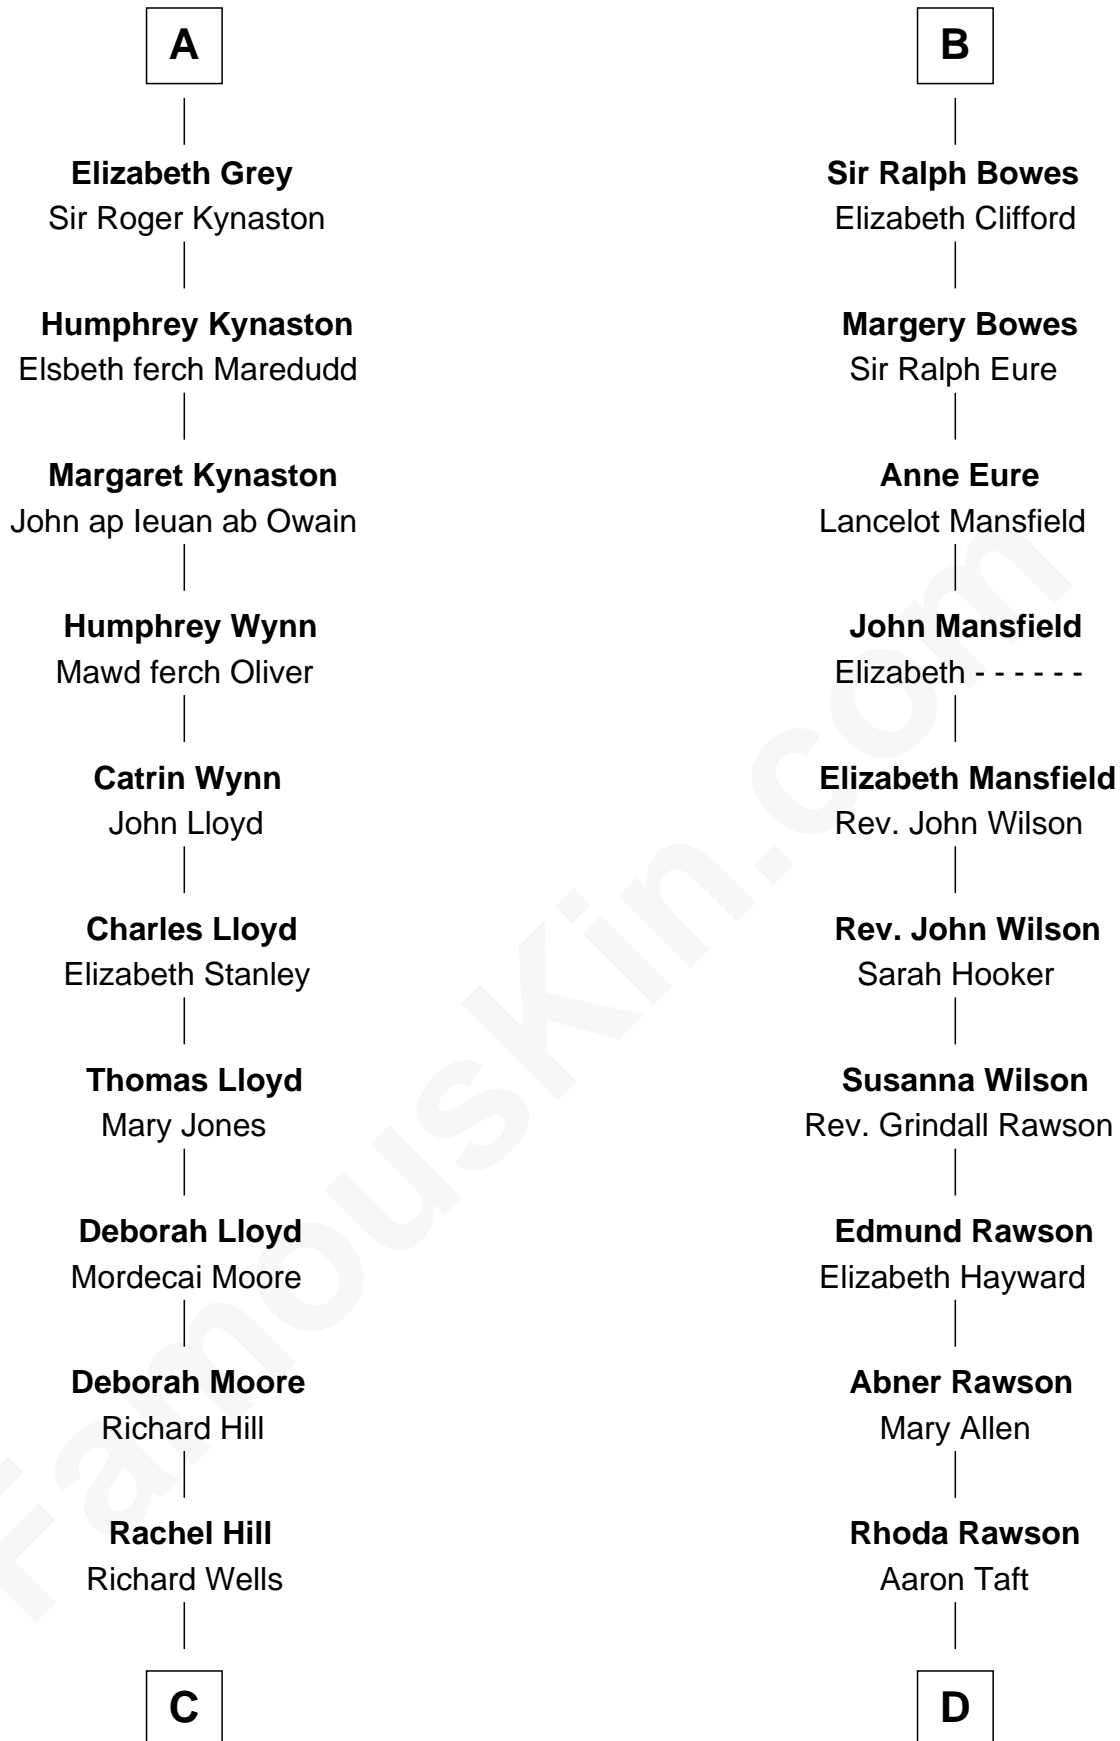 A
Elizabeth Grey
Sir Roger Kynaston
Humphrey Kynaston
Elsbeth ferch Maredudd
Margaret Kynaston
John ap Ieuan ab Owain
Humphrey Wynn
Mawd ferch Oliver
Catrin Wynn
John Lloyd
Charles Lloyd
Elizabeth Stanley
Thomas Lloyd
Mary Jones
Deborah Lloyd
Mordecai Moore
Deborah Moore
Richard Hill
Rachel Hill
Richard Wells
C
B
Sir Ralph Bowes
Elizabeth Clifford
Margery Bowes
Sir Ralph Eure
Anne Eure
Lancelot Mansfield
John Mansfield
Elizabeth - - - - - -
Elizabeth Mansfield
Rev. John Wilson
Rev. John Wilson
Sarah Hooker
Susanna Wilson
Rev. Grindall Rawson
Edmund Rawson
Elizabeth Hayward
Abner Rawson
Mary Allen
Rhoda Rawson
Aaron Taft
D
FamousKin.com